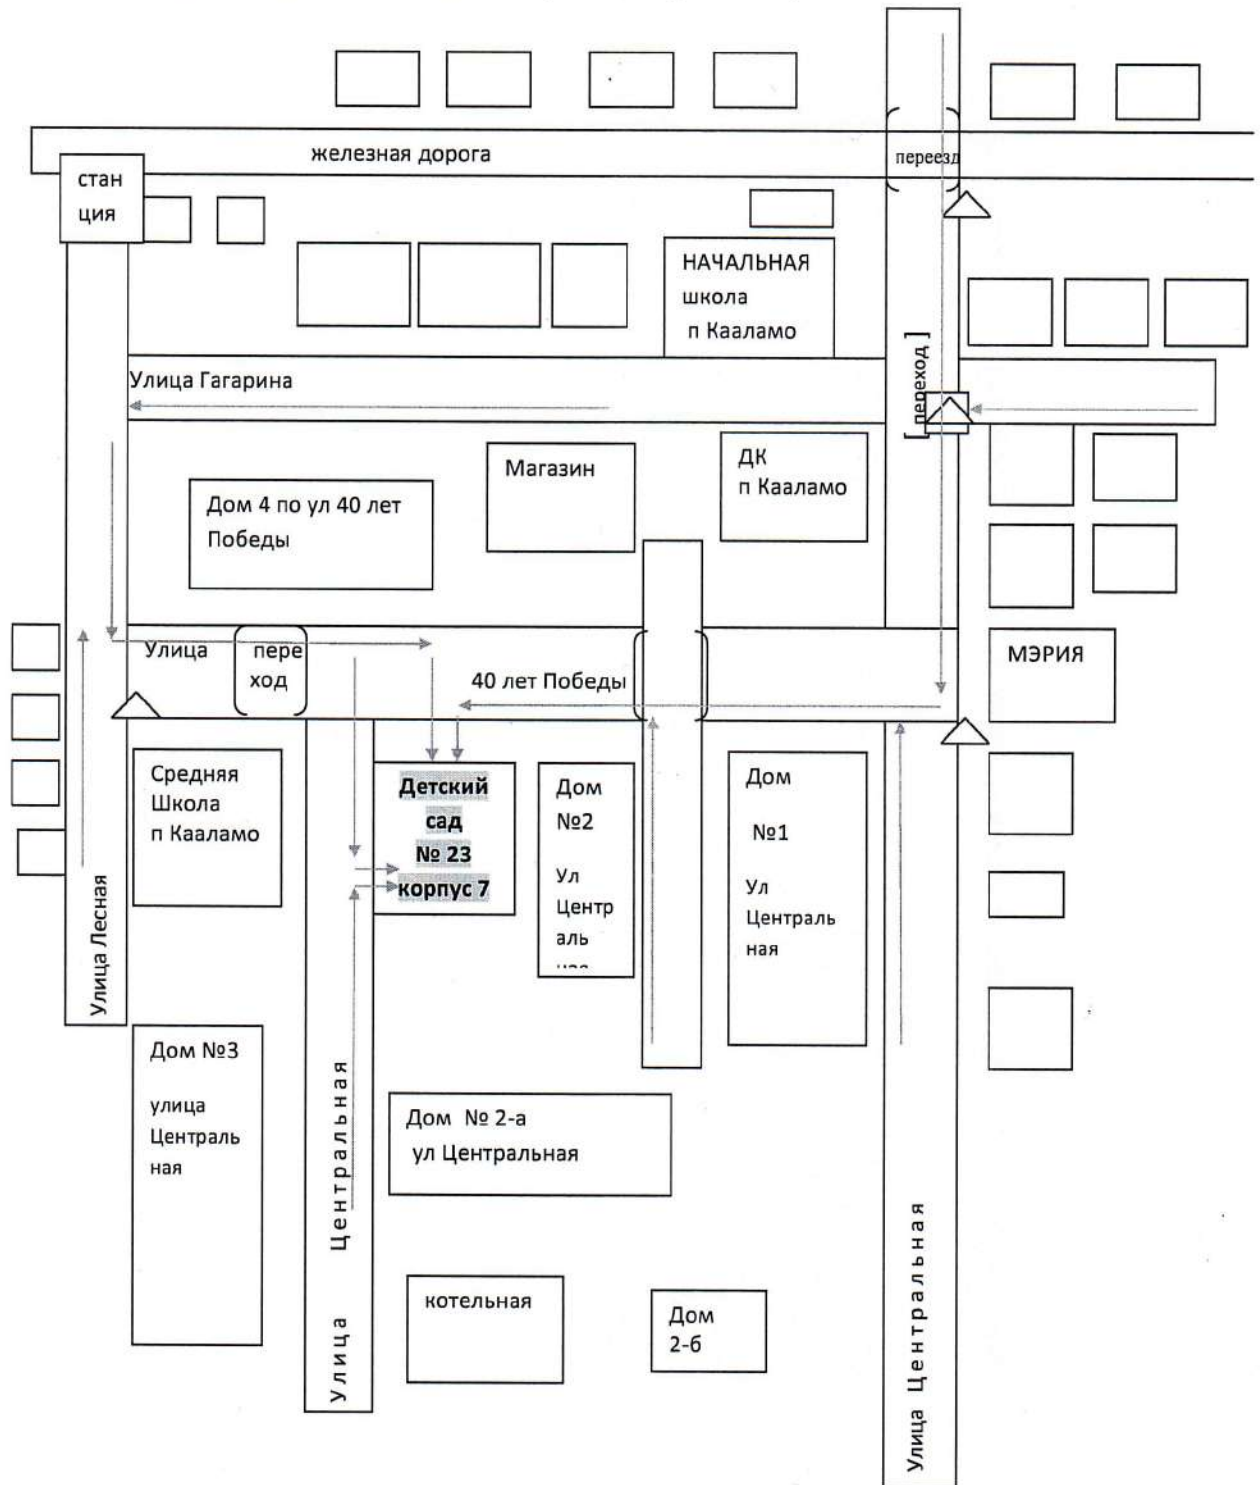 железная дорога
переезд
стан
ция
НАЧАЛЬНАЯ
школа
п Кааламо
Улица Гагарина
[ переход ]
Магазин
ДК
п Кааламо
Дом 4 по ул 40 лет
Победы
Улица
пере
ход
40 лет Победы
МЭРИЯ
Средняя
Школа
п Кааламо
Детский
сад
№ 23
корпус 7
Дом
№2
Ул
Центр
аль
Дом
№1
Ул
Централь
ная
Улица Лесная
Дом №3
улица
Централь
ная
Улица Центральная
Дом № 2-а
ул Центральная
котельная
Дом
2-б
Улица Центральная